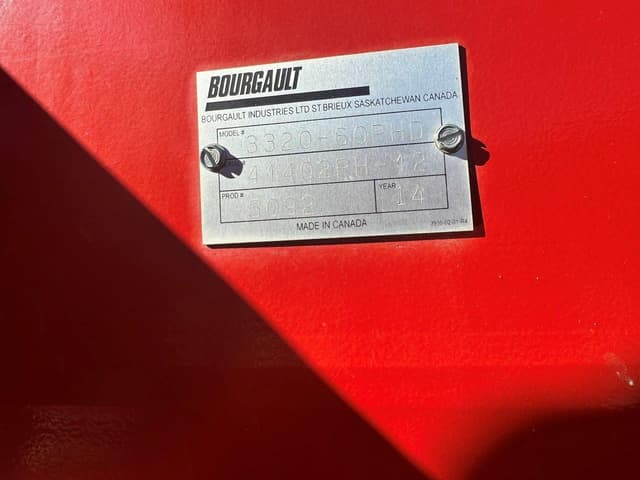 BOURGAULT
BOURGAULT INDUSTRIES LTD ST BRIEUX SASKATCHEWAN CANADA
MODEL # 3320-60PHD
41402PH-12
PROD # 5092 YEAR 14
MADE IN CANADA